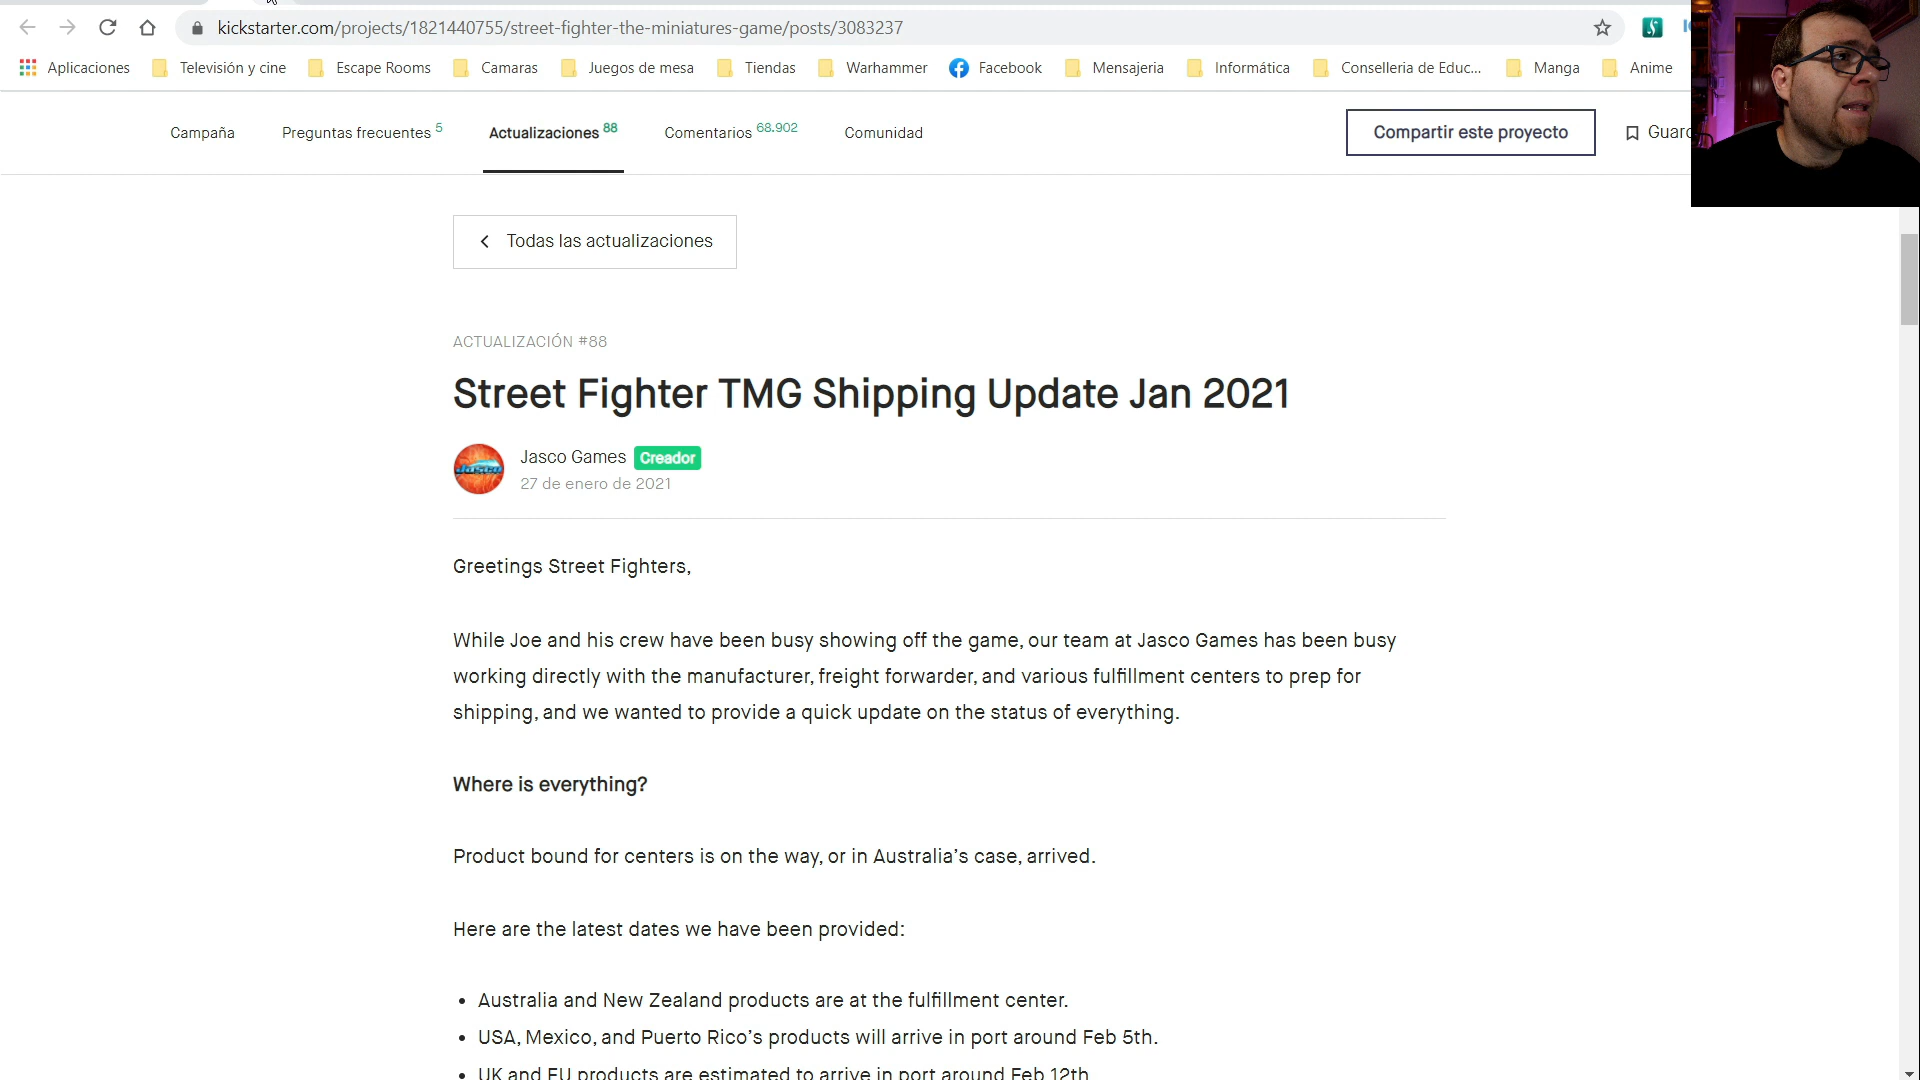 kickstarter.com/projects/1821440755/street-fighter-the-miniatures-game/posts/3083237
Aplicaciones Televisión y cine Escape Rooms Camaras Juegos de mesa Tiendas Warhammer Facebook Mensajeria Informática Conselleria de Educ... Manga Anime
Campaña Preguntas frecuentes 5 Actualizaciones 88 Comentarios 68.902 Comunidad Compartir este proyecto
Todas las actualizaciones
ACTUALIZACIÓN #88
Street Fighter TMG Shipping Update Jan 2021
Jasco Games Creador
27 de enero de 2021
Greetings Street Fighters,
While Joe and his crew have been busy showing off the game, our team at Jasco Games has been busy
working directly with the manufacturer, freight forwarder, and various fulfillment centers to prep for
shipping, and we wanted to provide a quick update on the status of everything.
Where is everything?
Product bound for centers is on the way, or in Australia’s case, arrived.
Here are the latest dates we have been provided:
• Australia and New Zealand products are at the fulfillment center.
• USA, Mexico, and Puerto Rico’s products will arrive in port around Feb 5th.
• UK and EU products are estimated to arrive in port around Feb 12th